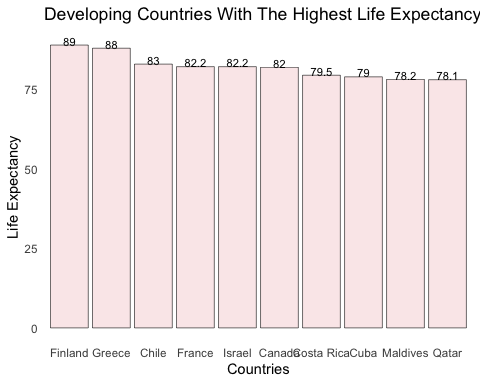 Developing Countries With The Highest Life Expectancy
89 88 83 82.2 82.2 82 79.5 79 78.2 78.1
75
50
25
0
Life Expectancy
Finland Greece Chile France Israel Canada Costa Rica Cuba Maldives Qatar
Countries